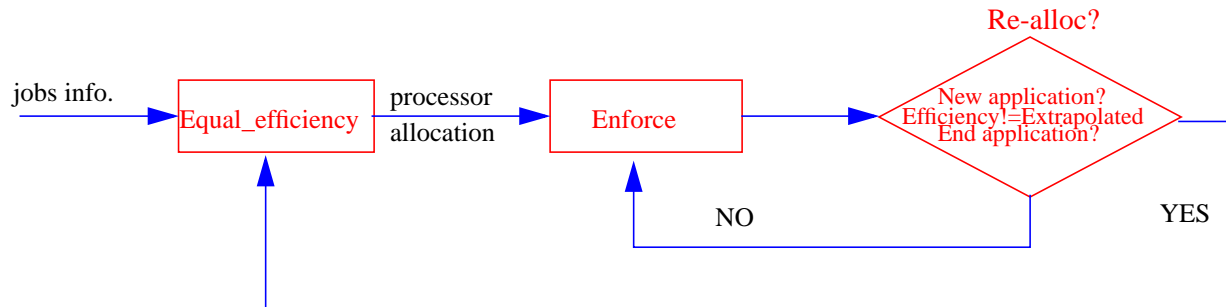 Re-alloc?
jobs info.
Equal_efficiency
processor
allocation
Enforce
New application?
Efficiency!=Extrapolated
End application?
NO
YES